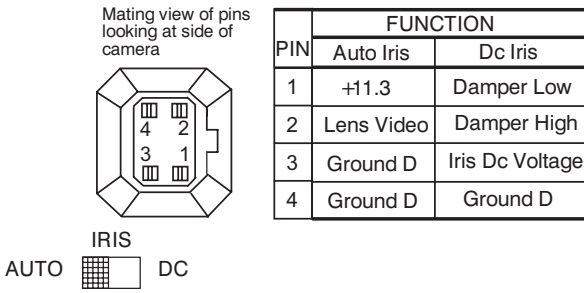 Mating view of pins
looking at side of
camera
4 2
3 1
IRIS
AUTO DC
FUNCTION
PIN Auto Iris Dc Iris
1 +11.3 Damper Low
2 Lens Video Damper High
3 Ground D Iris Dc Voltage
4 Ground D Ground D